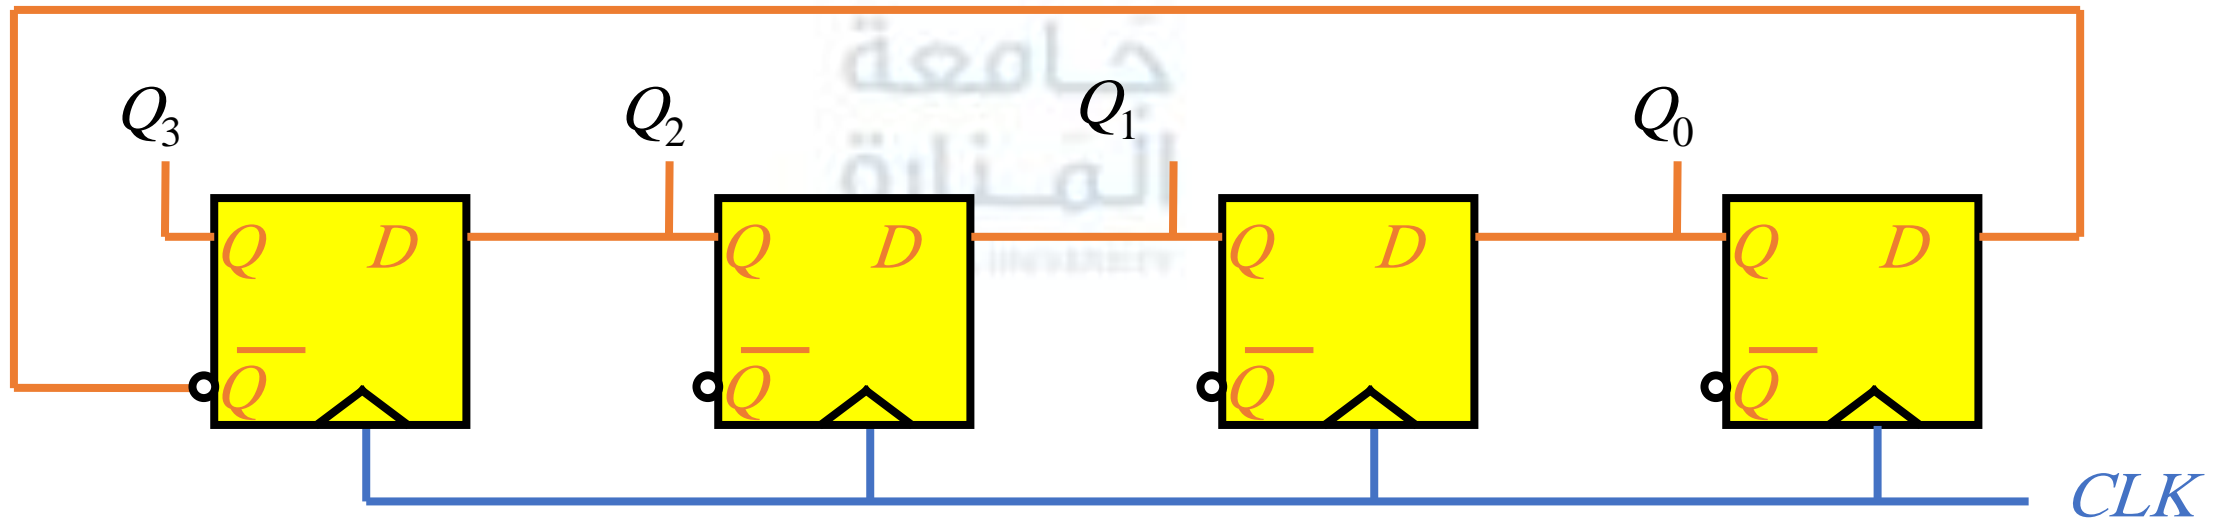 جامعة
المنارة
Q₃ Q₂ Q₁ Q₀
Q D Q D Q D Q D
Q̅ Q̅ Q̅ Q̅
CLK